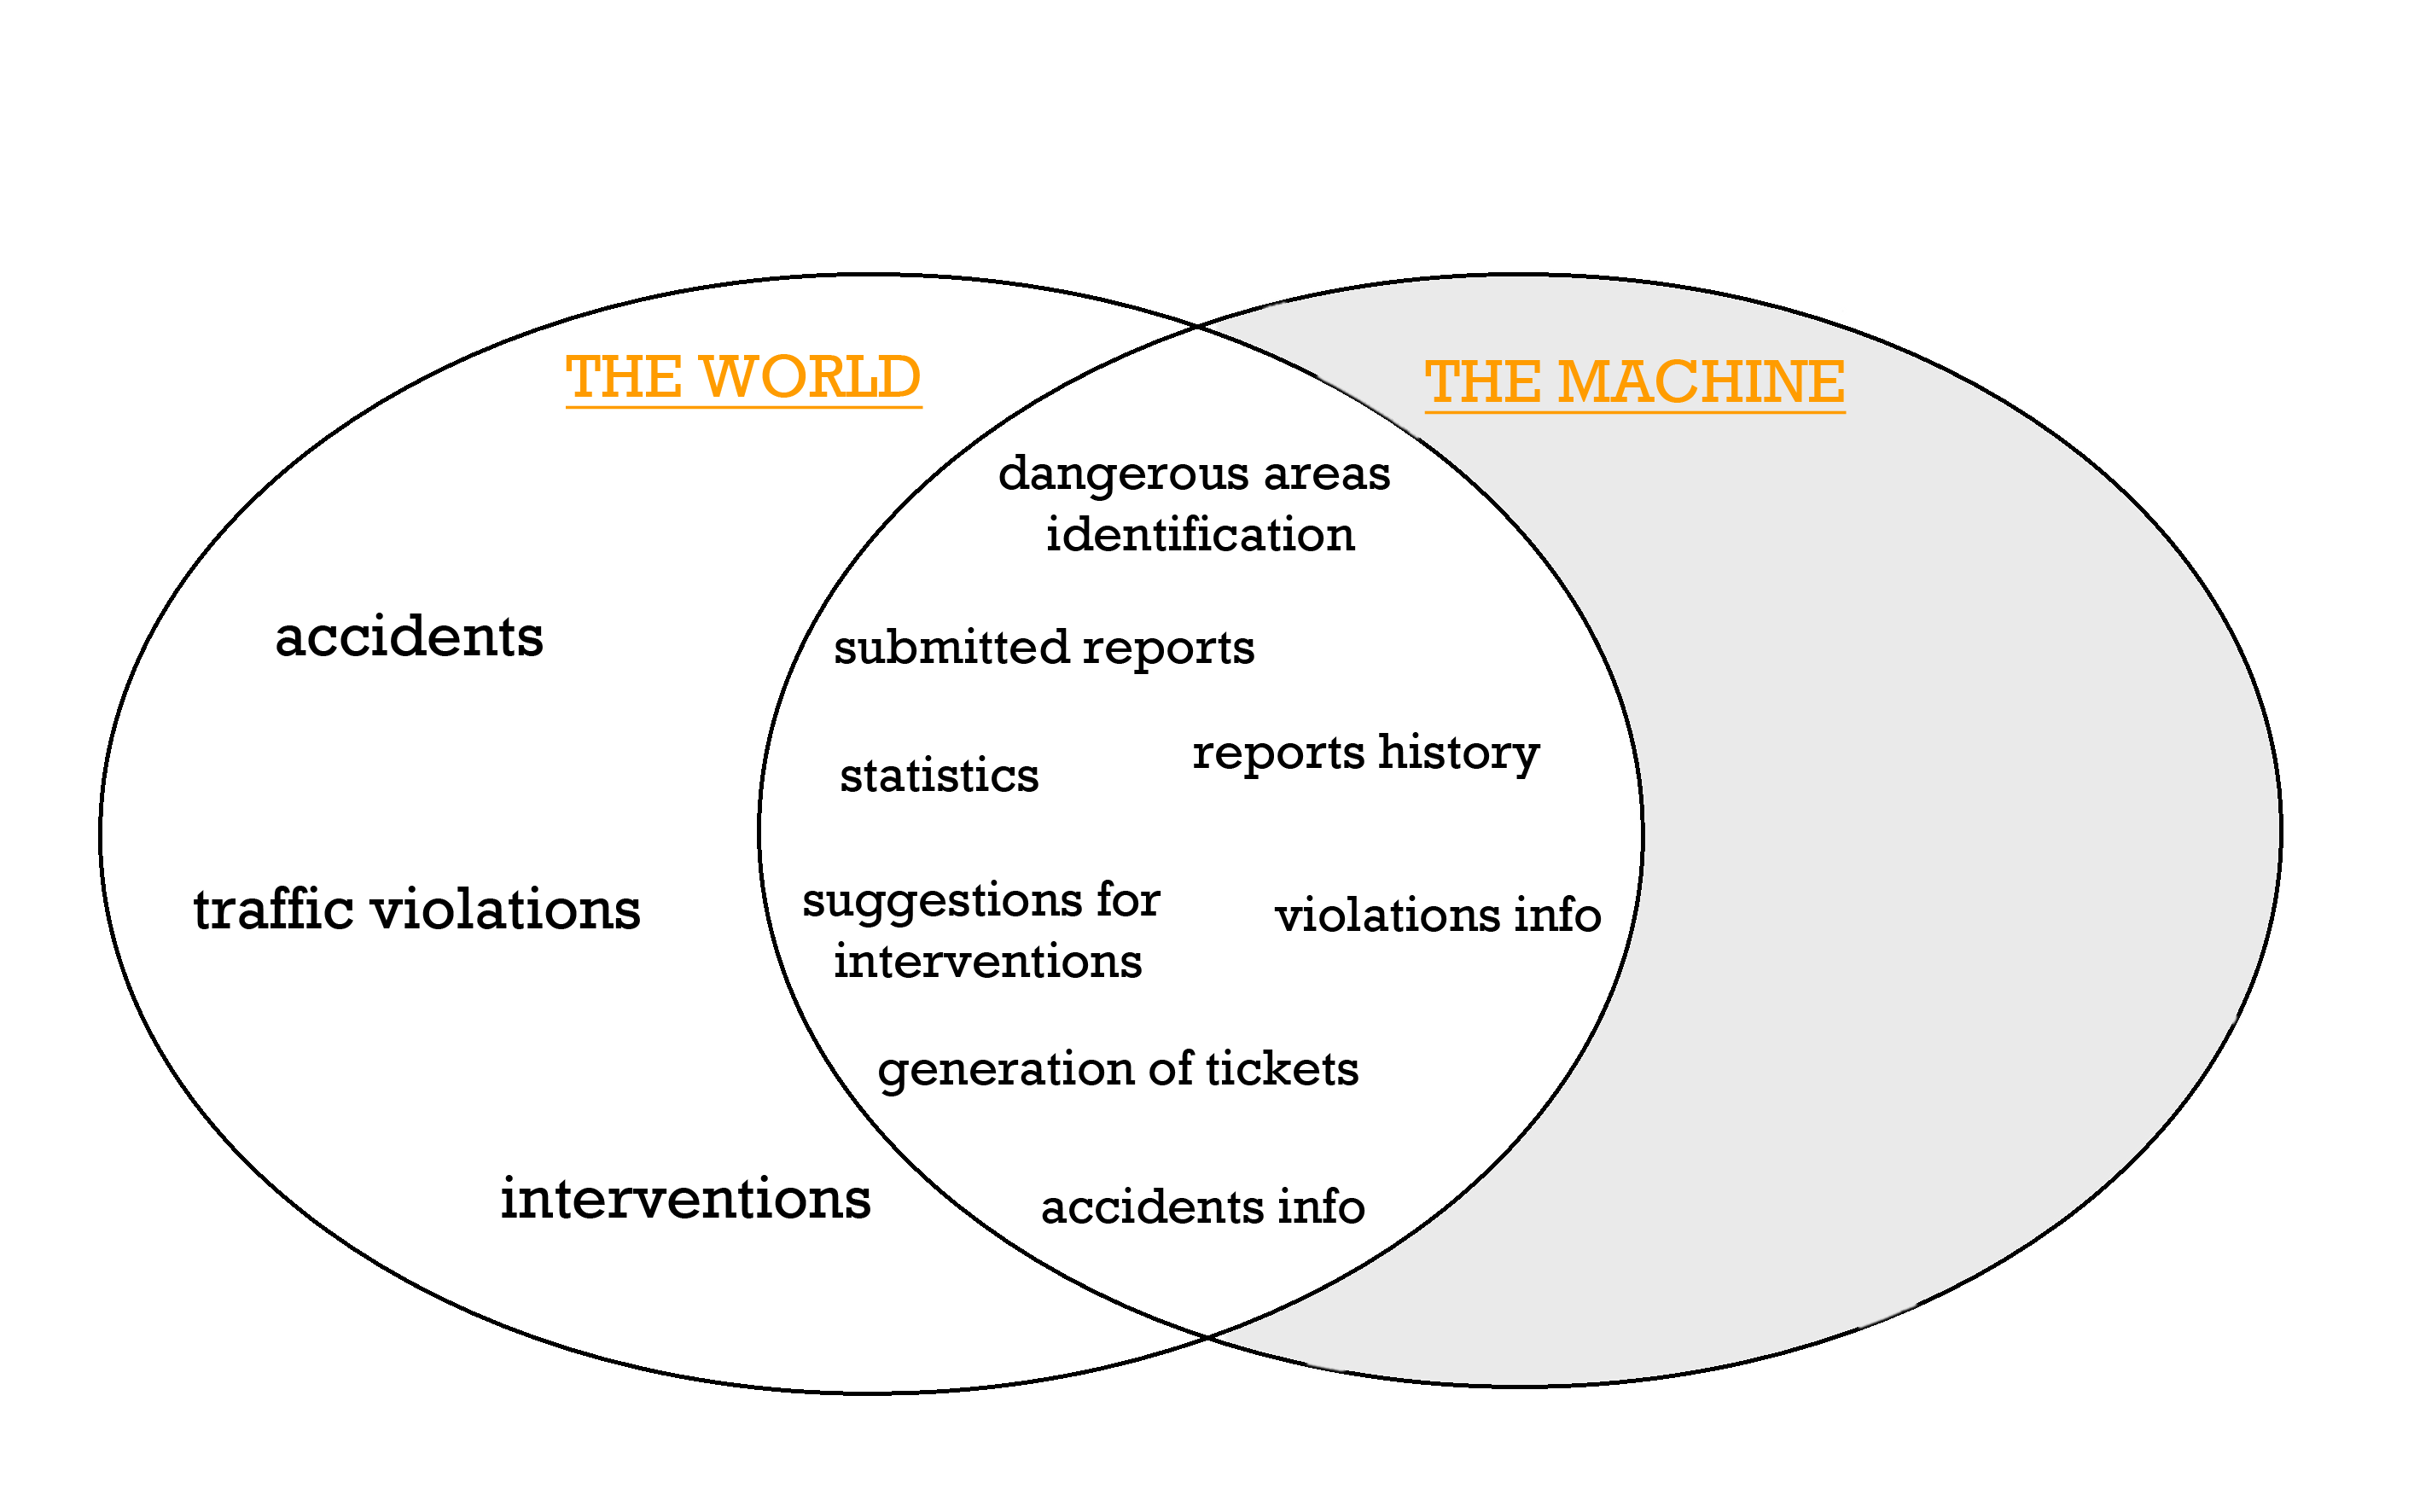 THE WORLD
THE MACHINE
dangerous areas
identification
accidents
submitted reports
statistics
reports history
traffic violations
suggestions for
interventions
violations info
generation of tickets
interventions
accidents info